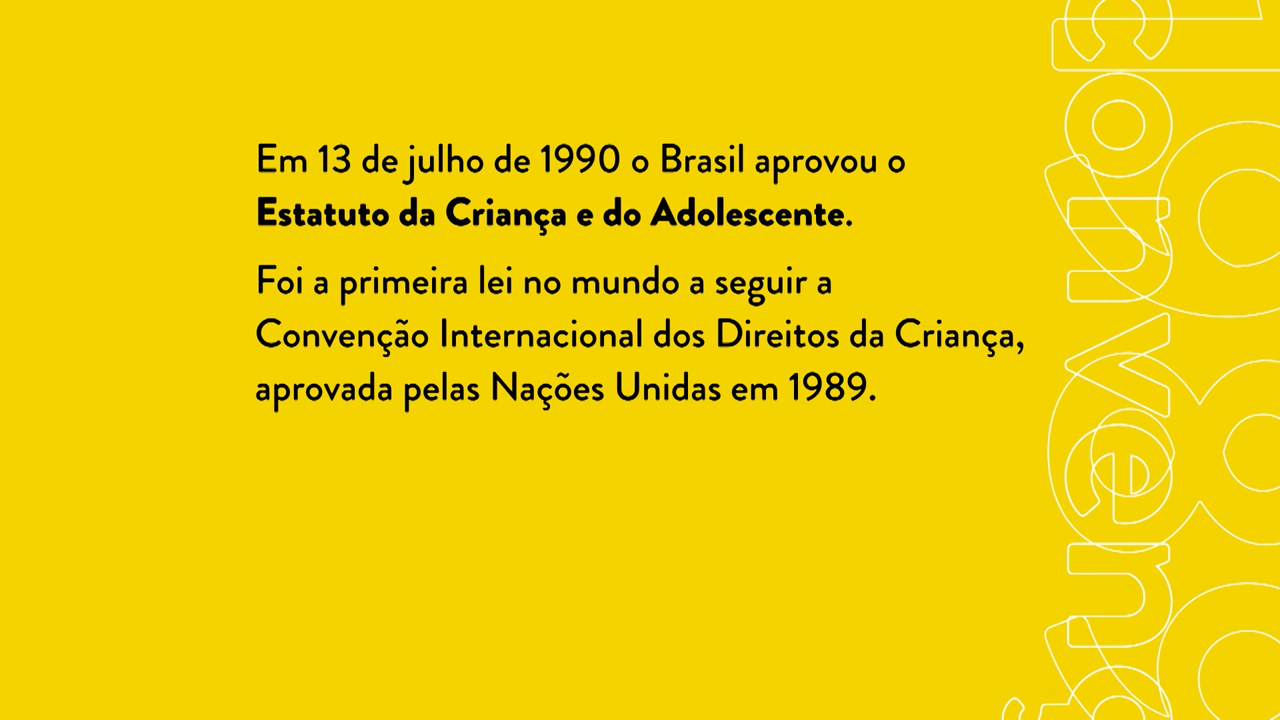 Em 13 de julho de 1990 o Brasil aprovou o
Estatuto da Criança e do Adolescente.
Foi a primeira lei no mundo a seguir a
Convenção Internacional dos Direitos da Criança,
aprovada pelas Nações Unidas em 1989.